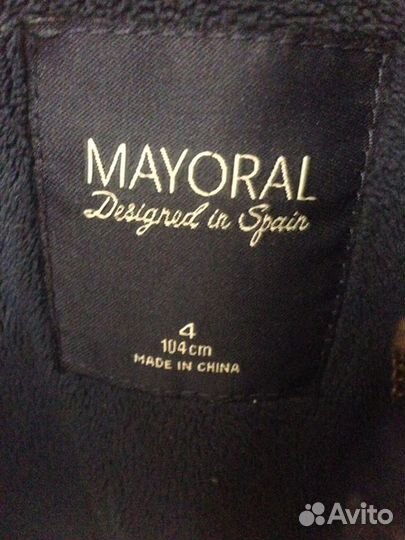 MAYORAL
Designed in Spain
4
104cm
MADE IN CHINA
Avito